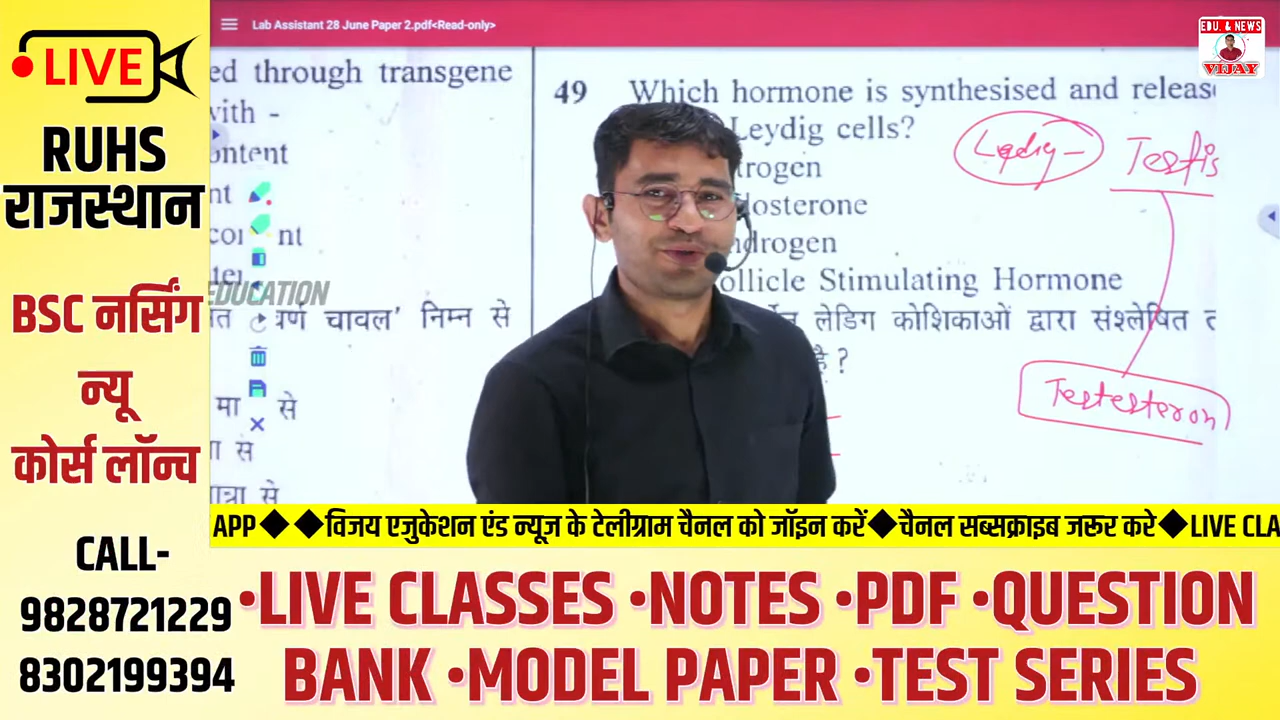 LIVE
RUHS
राजस्थान
BSC नर्सिंग
न्यू
कोर्स लॉन्च
CALL-
9828721229
8302199394
Lab Assistant 28 June Paper 2.pdf<Read-only>
EDU. & NEWS
VIJAY
ed through transgene
with -
ontent
nt
nt
EDUCATION
चावल' निम्न से
मा से
ा स
ात्रा से
49 Which hormone is synthesised and releas
Leydig cells?
trogen
losterone
ndrogen
ollicle Stimulating Hormone
लेडिग कोशिकाओं द्वारा संश्लेषित त
है ?
Leydig - Testis
Testesteron
APP◆ ◆विजय एजुकेशन एंड न्यूज़ के टेलीग्राम चैनल को जॉइन करें◆चैनल सब्सक्राइब जरूर करे◆LIVE CLA
•LIVE CLASSES •NOTES •PDF •QUESTION
BANK •MODEL PAPER •TEST SERIES